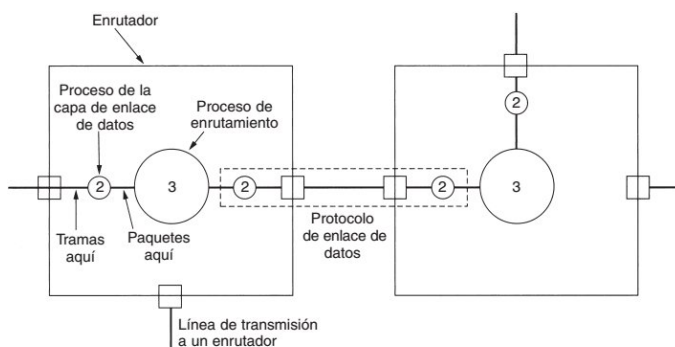 Enrutador
Proceso de la
capa de enlace
de datos
Proceso de
enrutamiento
2
3
2
2
2
3
Tramas
aquí
Paquetes
aquí
Protocolo
de enlace de
datos
Línea de transmisión
a un enrutador